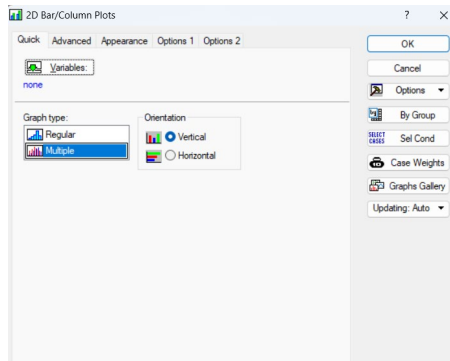 2D Bar/Column Plots
?
Quick Advanced Appearance Options 1 Options 2
Variables:
none
Graph type:
Regular
Multiple
Orientation
Vertical
Horizontal
OK
Cancel
Options
By Group
SELECT CASES Sel Cond
Case Weights
Graphs Gallery
Updating: Auto